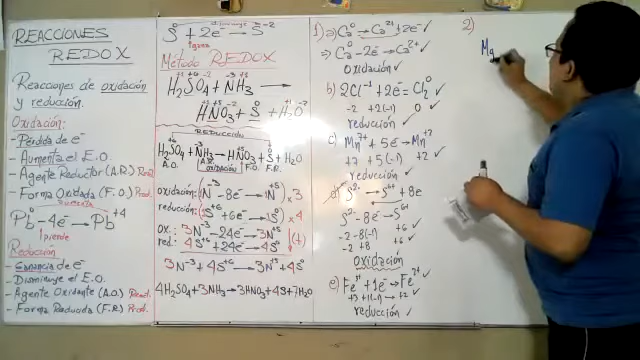 REACCIONES
REDOX
Reacciones de oxidación
y reducción.
Oxidación:
- Pérdida de e⁻
- Aumenta el E.O.
- Agente Reductor (A.R.) React.
- Forma Oxidada (F.O.) Prod.
Pb⁰ - 4e⁻ → Pb⁺⁴
pierde
Reducción
- Ganancia de e⁻
- Disminuye el E.O.
- Agente Oxidante (A.O.) React.
- Forma Reducida (F.R.) Prod.
S⁰ + 2e⁻ → S⁻²
gana
Método REDOX
H₂SO₄ + NH₃ →
HNO₃ + S + H₂O
REDUCCIÓN
H₂SO₄ + NH₃ → HNO₃ + S + H₂O
A.O. A.R. OXIDACIÓN F.O. F.R.
oxidación: (N⁻³ - 8e⁻ → N⁺⁵) × 3
reducción: (S⁺⁶ + 6e⁻ → S⁰) × 4
ox.: 3N⁻³ - 24e⁻ → 3N⁺⁵
red.: 4S⁺⁶ + 24e⁻ → 4S⁰ (+)
3N⁻³ + 4S⁺⁶ → 3N⁺⁵ + 4S⁰
4H₂SO₄ + 3NH₃ → 3HNO₃ + 4S + 7H₂O
1) a) Ca⁰ → Ca²⁺ + 2e⁻ ✓
⇒ Ca⁰ - 2e⁻ → Ca²⁺ ✓
Oxidación ✓
b) 2Cl⁻¹ + 2e⁻ = Cl₂⁰ ✓
-2 + 2(-1) 0 ✓
reducción ✓
c) Mn⁷⁺ + 5e⁻ → Mn⁺²
+7 + 5(-1) +2 ✓
reducción ✓
d) S²⁻ → S⁶⁺ + 8e
S²⁻ - 8e⁻ → S⁶⁺
-2 - 8(-1) +6 ✓
-2 + 8 +6 ✓
oxidación
e) Fe³⁺ + 1e⁻ → Fe²⁺ ✓
+3 + 1(-1) → +2 ✓
reducción ✓
2)
Mg